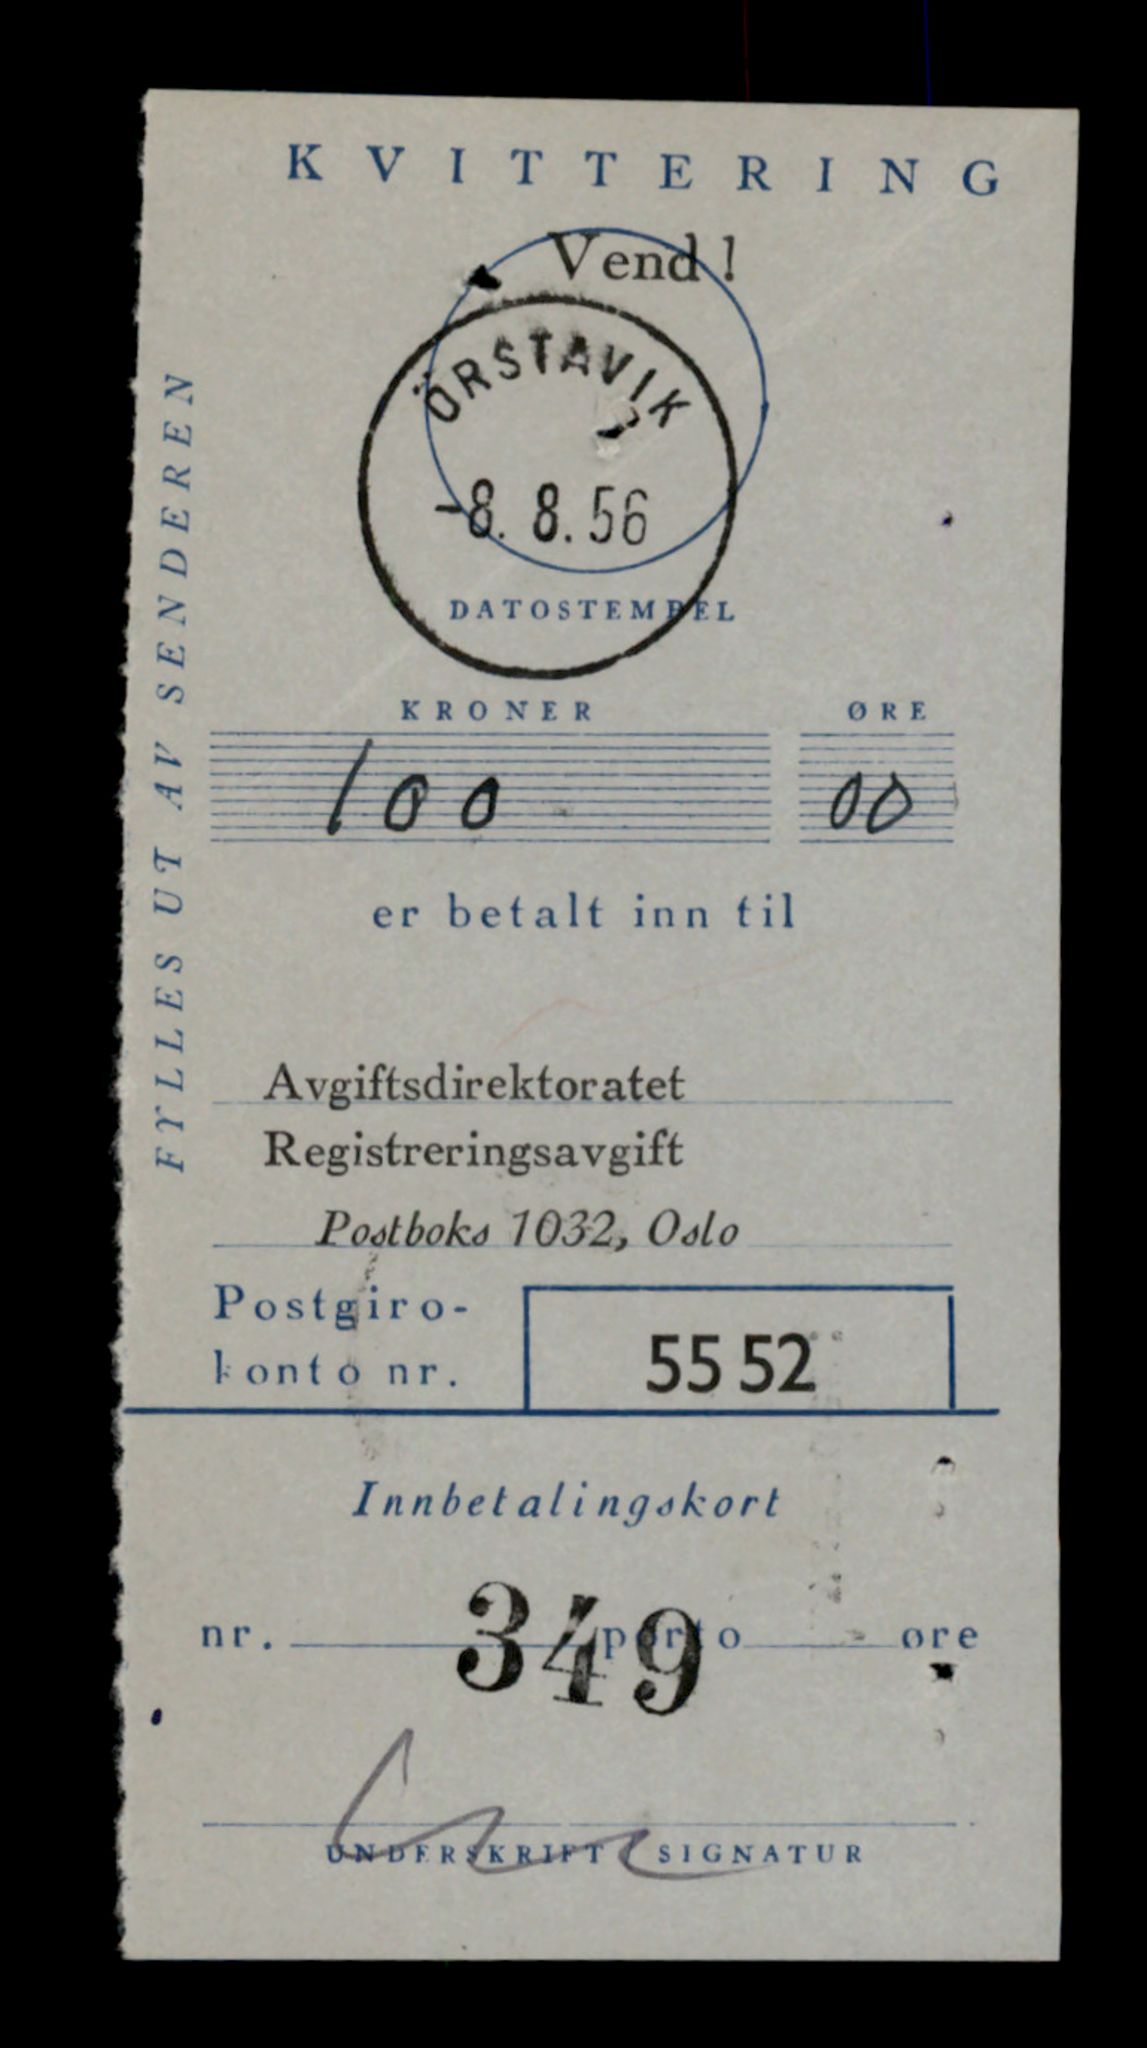 KVITTERING
Vend !
ÖRSTAVIK
-8. 8. 56
DATOSTEMPEL
FYLLES UT AV SENDEREN
KRONER ØRE
100 00
er betalt inn til
Avgiftsdirektoratet
Registreringsavgift
Postboks 1032, Oslo
Postgiro-
konto nr. 55 52
Innbetalingskort
nr. 349 porto øre
UNDERSKRIFT SIGNATUR